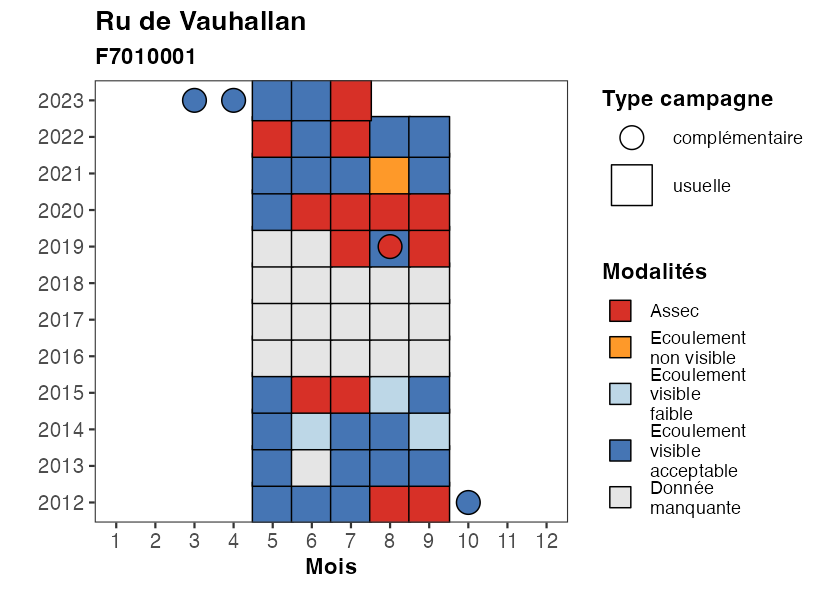 Ru de Vauhallan
F7010001
2023
2022
2021
2020
2019
2018
2017
2016
2015
2014
2013
2012
1 2 3 4 5 6 7 8 9 10 11 12
Mois
Type campagne
complémentaire
usuelle
Modalités
Assec
Ecoulement
non visible
Ecoulement
visible
faible
Ecoulement
visible
acceptable
Donnée
manquante